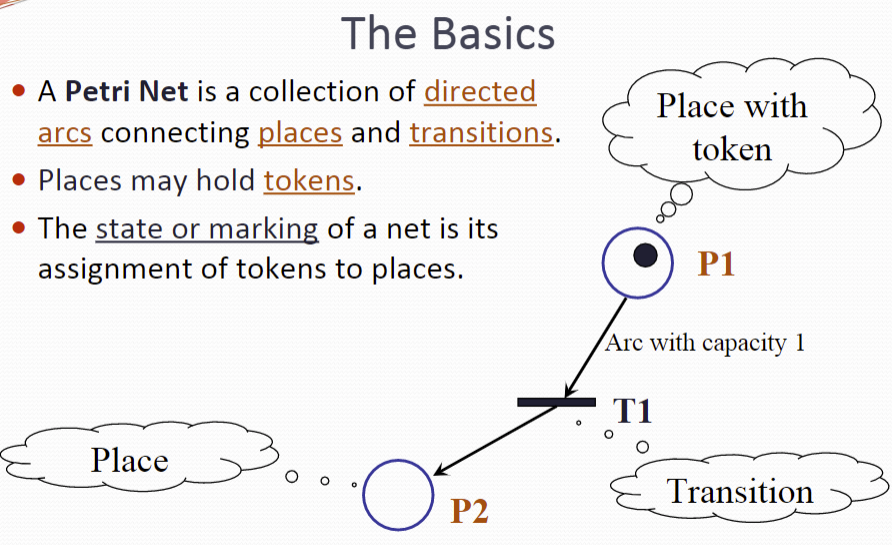 The Basics
• A Petri Net is a collection of directed
arcs connecting places and transitions.
• Places may hold tokens.
• The state or marking of a net is its
assignment of tokens to places.
Place with
token
P1
Arc with capacity 1
T1
Place
Transition
P2